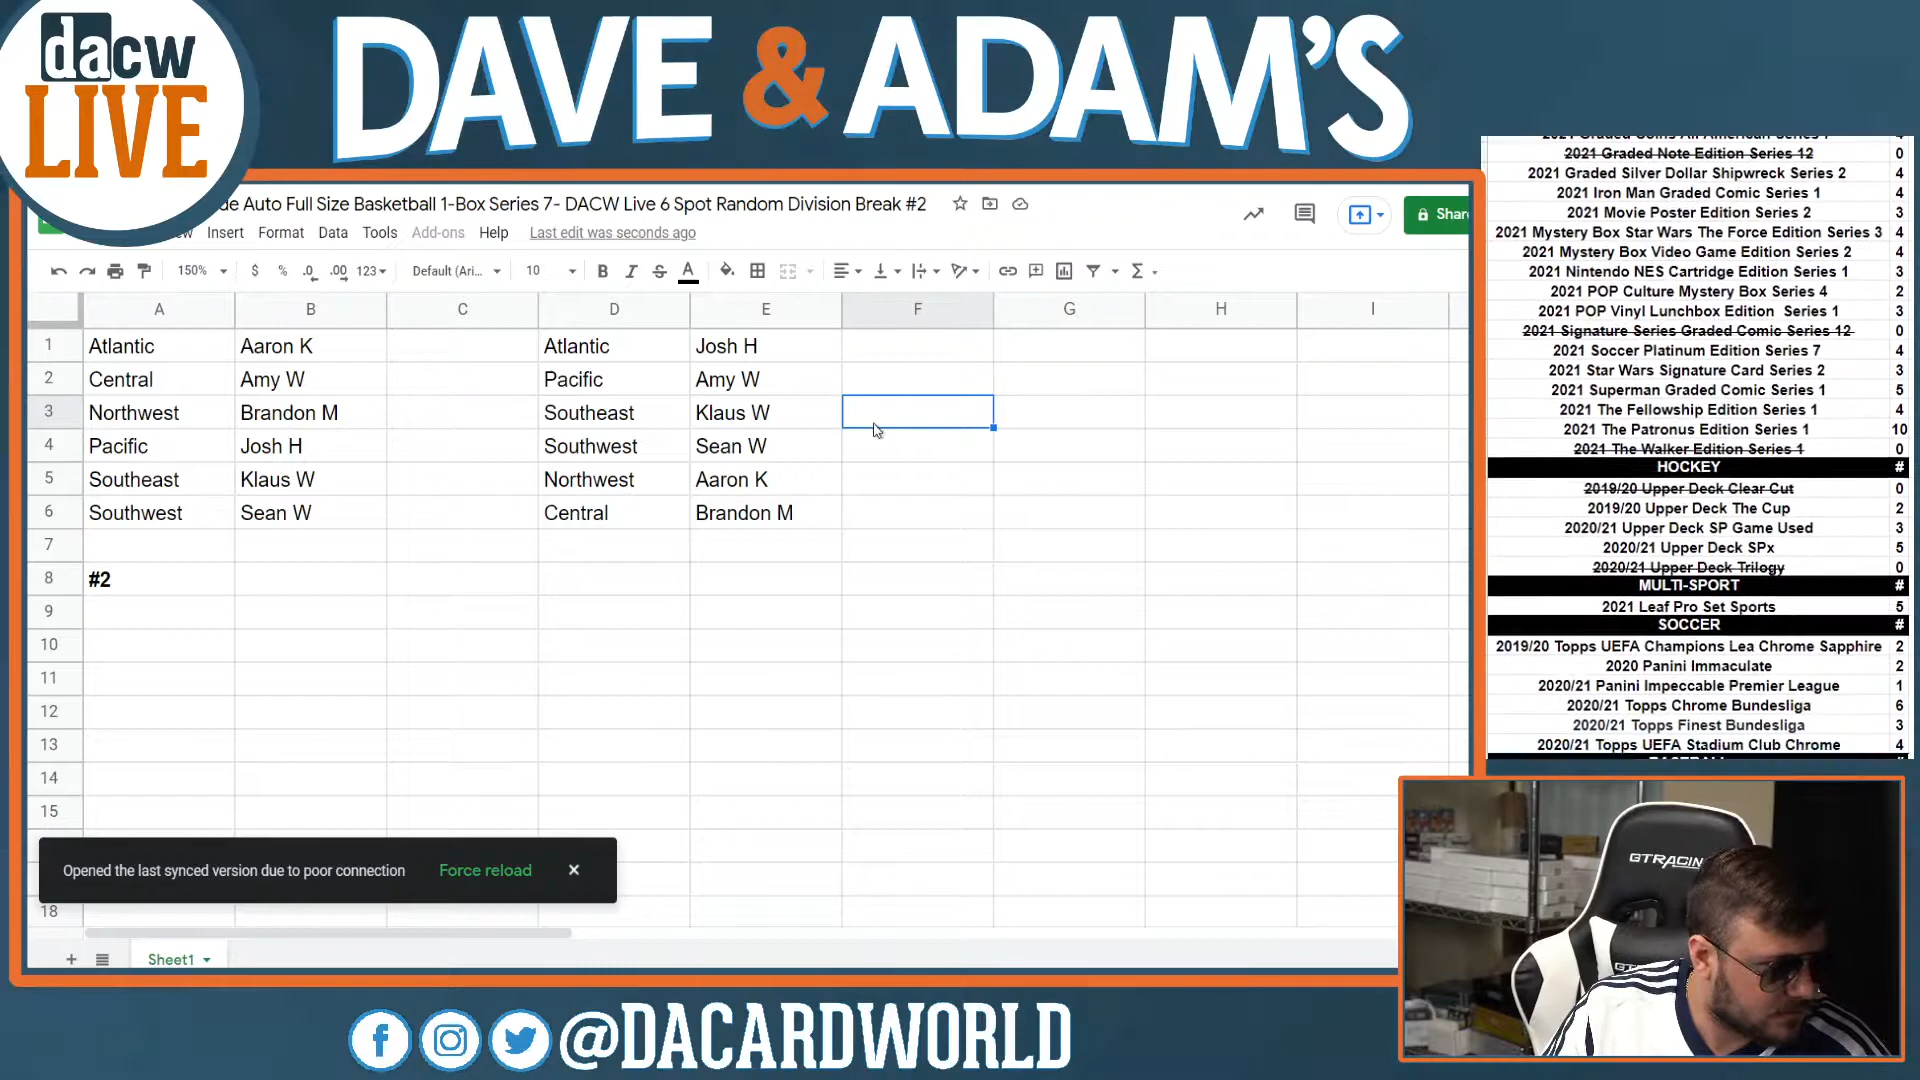 dacw
LIVE
DAVE & ADAM'S
de Auto Full Size Basketball 1-Box Series 7- DACW Live 6 Spot Random Division Break #2
Share
Insert Format Data Tools Add-ons Help Last edit was seconds ago
150% $ % .0 .00 123 Default (Ari... 10 B I S A
A B C D E F G H I
1 Atlantic Aaron K Atlantic Josh H
2 Central Amy W Pacific Amy W
3 Northwest Brandon M Southeast Klaus W
4 Pacific Josh H Southwest Sean W
5 Southeast Klaus W Northwest Aaron K
6 Southwest Sean W Central Brandon M
7
8 #2
9
10
11
12
13
14
15
18
Opened the last synced version due to poor connection Force reload
Sheet1
2021 Graded Coins All American Series
2021 Graded Note Edition Series 12 0
2021 Graded Silver Dollar Shipwreck Series 2 4
2021 Iron Man Graded Comic Series 1 4
2021 Movie Poster Edition Series 2 3
2021 Mystery Box Star Wars The Force Edition Series 3 4
2021 Mystery Box Video Game Edition Series 2 4
2021 Nintendo NES Cartridge Edition Series 1 3
2021 POP Culture Mystery Box Series 4 2
2021 POP Vinyl Lunchbox Edition Series 1 3
2021 Signature Series Graded Comic Series 12 0
2021 Soccer Platinum Edition Series 7 4
2021 Star Wars Signature Card Series 2 3
2021 Superman Graded Comic Series 1 5
2021 The Fellowship Edition Series 1 4
2021 The Patronus Edition Series 1 10
2021 The Walker Edition Series 1 0
HOCKEY #
2019/20 Upper Deck Clear Cut 0
2019/20 Upper Deck The Cup 2
2020/21 Upper Deck SP Game Used 3
2020/21 Upper Deck SPx 5
2020/21 Upper Deck Trilogy 0
MULTI-SPORT #
2021 Leaf Pro Set Sports 5
SOCCER #
2019/20 Topps UEFA Champions Lea Chrome Sapphire 2
2020 Panini Immaculate 2
2020/21 Panini Impeccable Premier League 1
2020/21 Topps Chrome Bundesliga 6
2020/21 Topps Finest Bundesliga 3
2020/21 Topps UEFA Stadium Club Chrome 4
GTRACIN
@DACARDWORLD